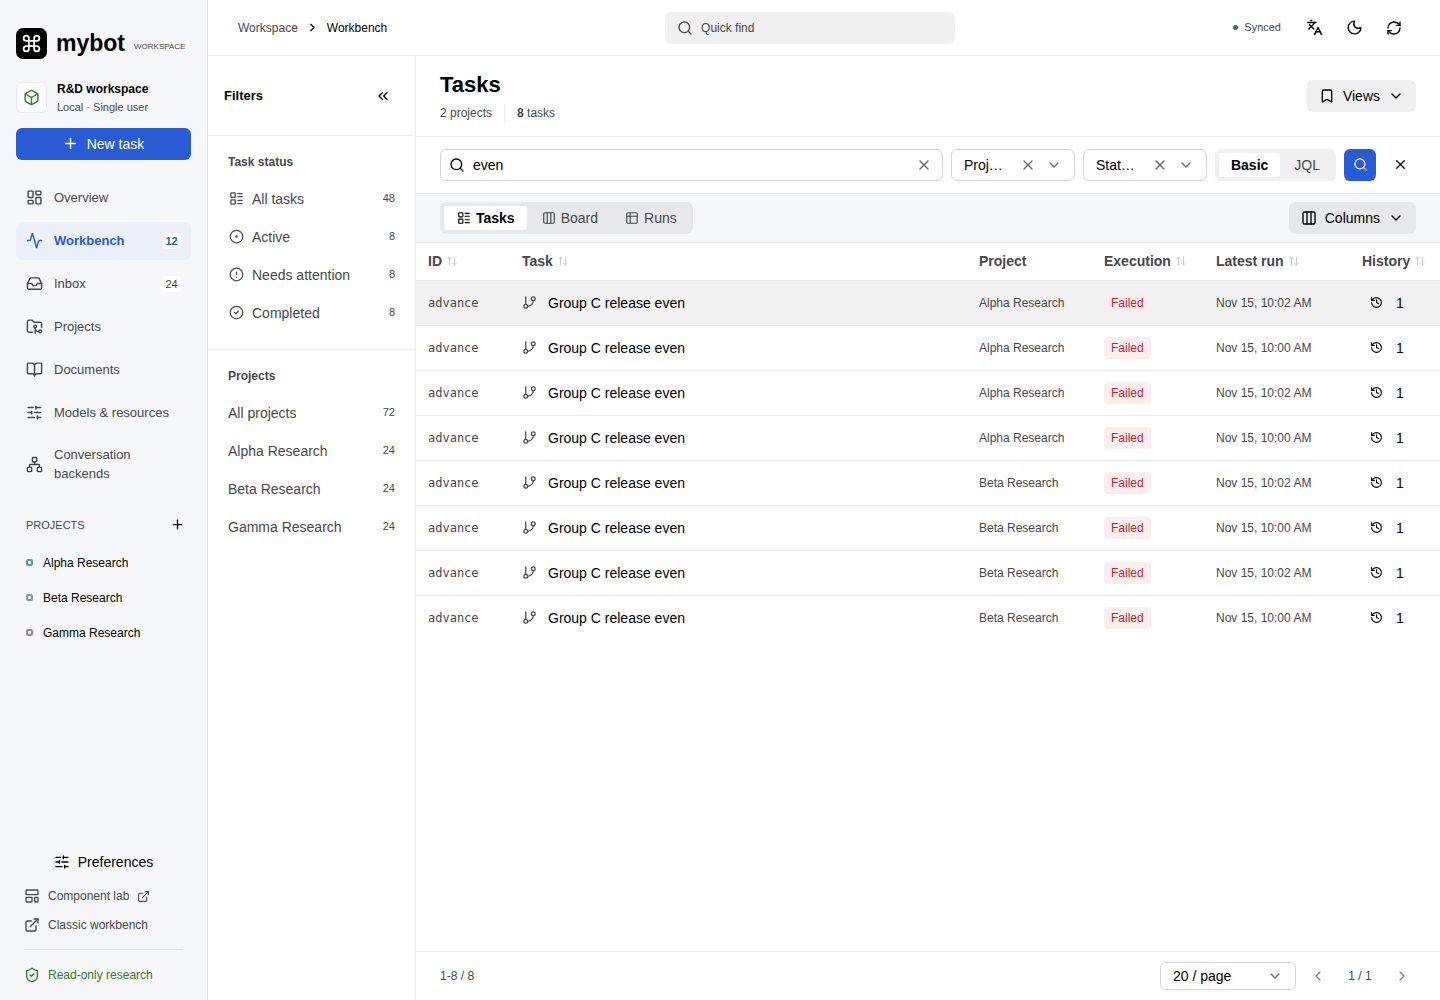 mybot WORKSPACE
R&D workspace
Local · Single user
New task
Overview
Workbench 12
Inbox 24
Projects
Documents
Models & resources
Conversation
backends
PROJECTS
Alpha Research
Beta Research
Gamma Research
Preferences
Component lab
Classic workbench
Read-only research
Workspace Workbench
Quick find
Synced
Filters
Task status
All tasks 48
Active 8
Needs attention 8
Completed 8
Projects
All projects 72
Alpha Research 24
Beta Research 24
Gamma Research 24
Tasks
2 projects 8 tasks
Views
even Proj… Stat… Basic JQL
Tasks Board Runs Columns
ID Task Project Execution Latest run History
advance Group C release even Alpha Research Failed Nov 15, 10:02 AM 1
advance Group C release even Alpha Research Failed Nov 15, 10:00 AM 1
advance Group C release even Alpha Research Failed Nov 15, 10:02 AM 1
advance Group C release even Alpha Research Failed Nov 15, 10:00 AM 1
advance Group C release even Beta Research Failed Nov 15, 10:02 AM 1
advance Group C release even Beta Research Failed Nov 15, 10:00 AM 1
advance Group C release even Beta Research Failed Nov 15, 10:02 AM 1
advance Group C release even Beta Research Failed Nov 15, 10:00 AM 1
1-8 / 8 20 / page 1 / 1